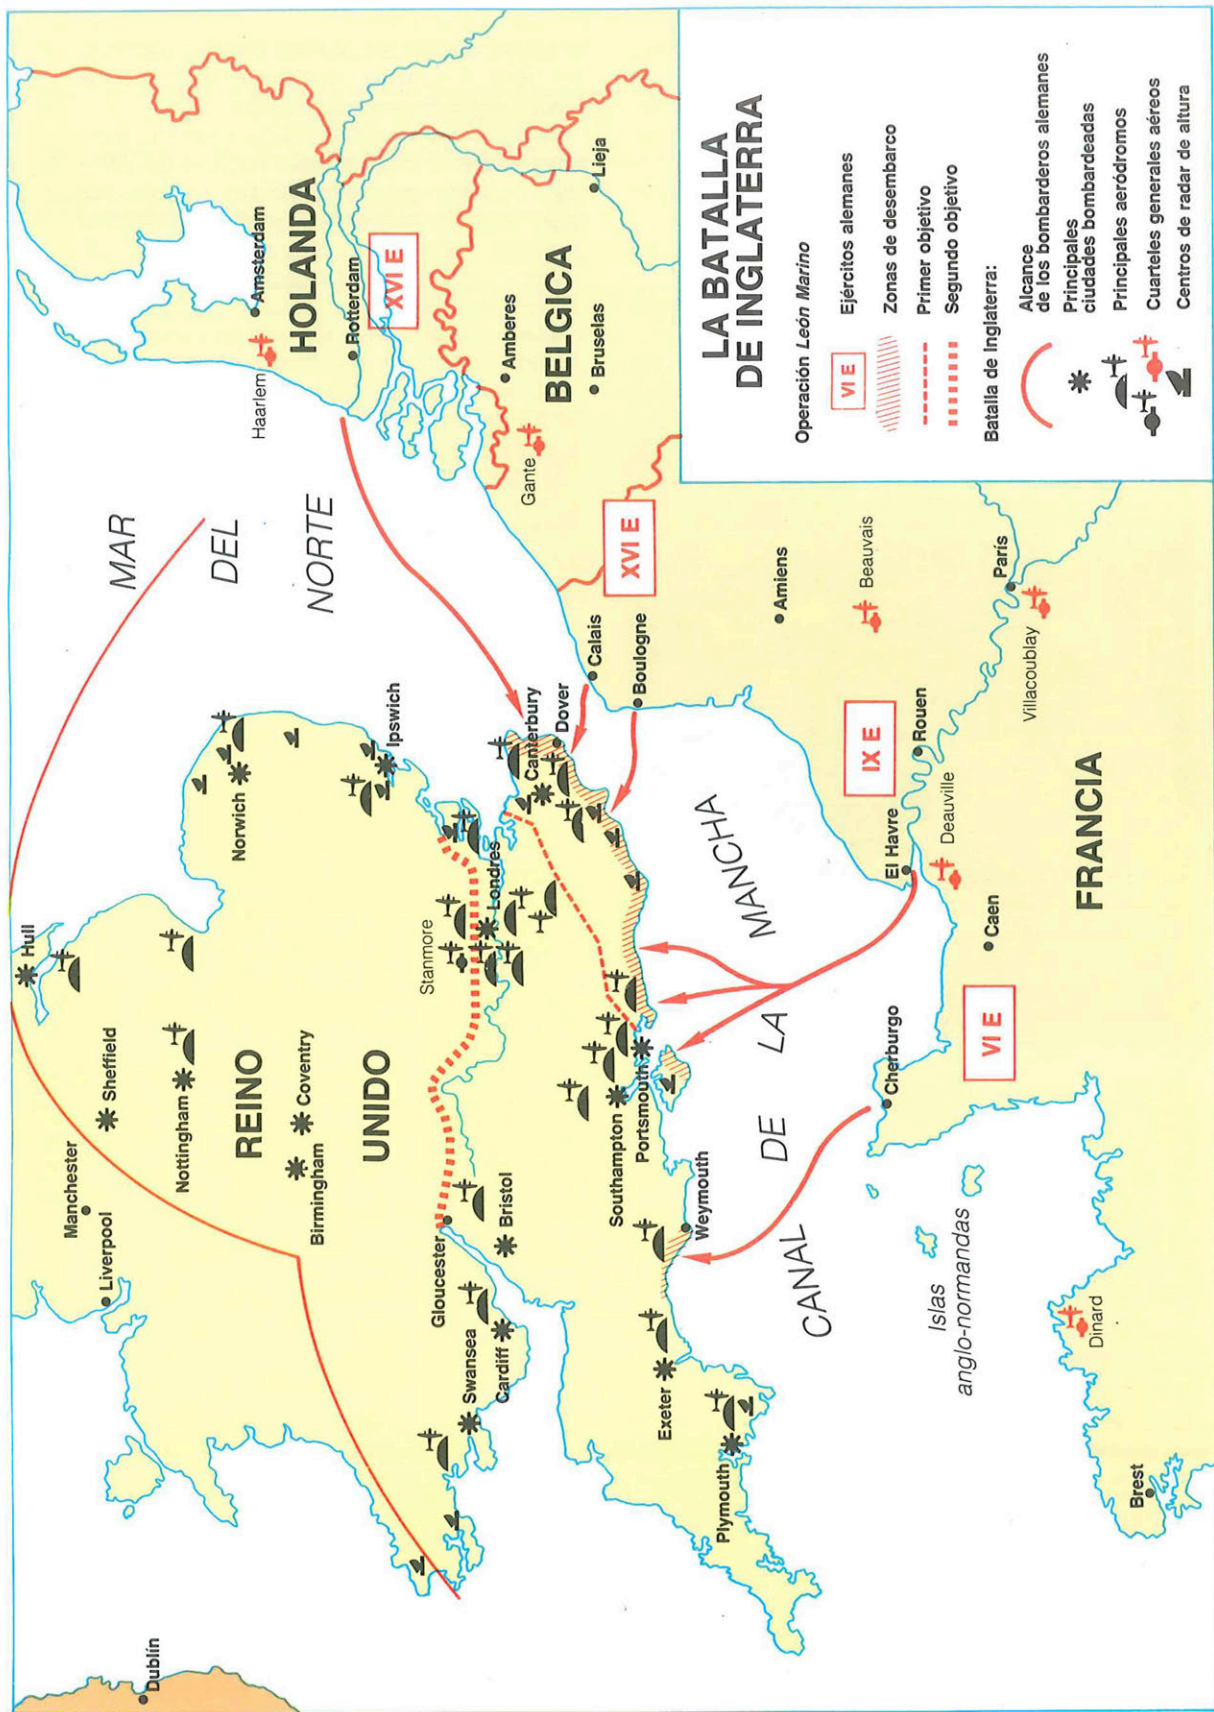 MAR
DEL
NORTE
HOLANDA
Haarlem
Amsterdam
Rotterdam
XVI E
BELGICA
Amberes
Bruselas
Lieja
Gante
XVI E
Hull
Manchester
Liverpool
Sheffield
Nottingham
REINO
UNIDO
Birmingham
Coventry
Norwich
Ipswich
Stanmore
Londres
Gloucester
Bristol
Swansea
Cardiff
Canterbury
Dover
Calais
Boulogne
Southampton
Portsmouth
Weymouth
Exeter
Plymouth
Dublín
CANAL
DE
LA
MANCHA
Islas
anglo-normandas
Cherburgo
VI E
El Havre
IX E
Rouen
Deauville
Caen
Amiens
Beauvais
París
Villacoublay
FRANCIA
Dinard
Brest
LA BATALLA
DE INGLATERRA
Operación León Marino
VI E
Ejércitos alemanes
Zonas de desembarco
Primer objetivo
Segundo objetivo
Batalla de Inglaterra:
Alcance
de los bombarderos alemanes
Principales
ciudades bombardeadas
Principales aeródromos
Cuarteles generales aéreos
Centros de radar de altura